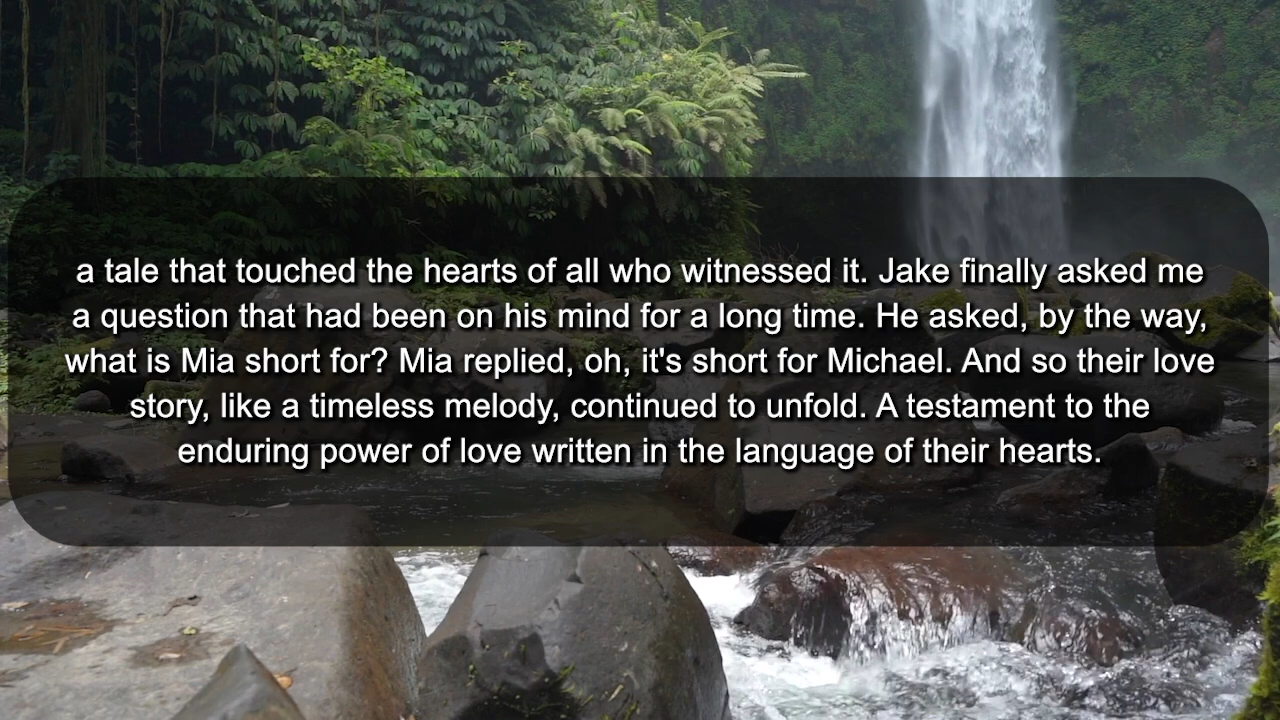 a tale that touched the hearts of all who witnessed it. Jake finally asked me
a question that had been on his mind for a long time. He asked, by the way,
what is Mia short for? Mia replied, oh, it's short for Michael. And so their love
story, like a timeless melody, continued to unfold. A testament to the
enduring power of love written in the language of their hearts.